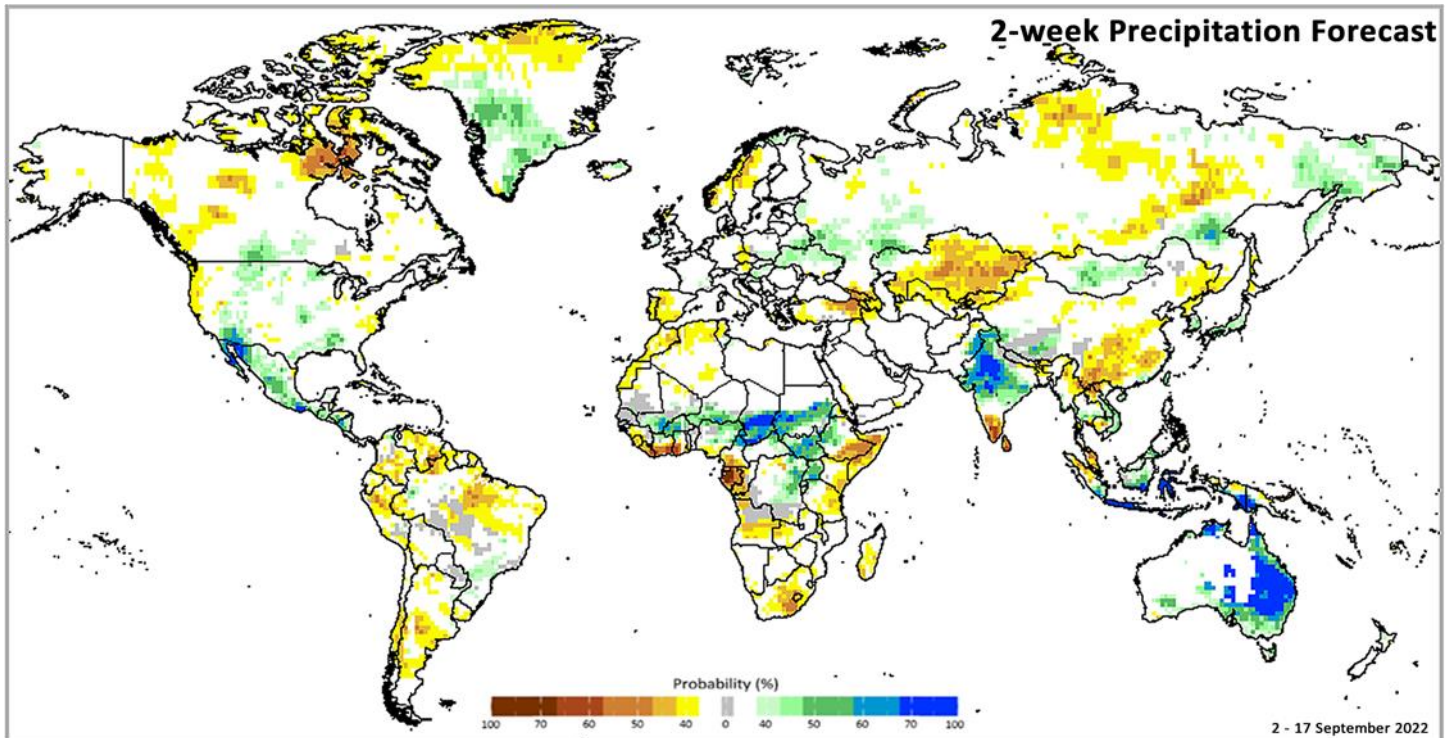 2-week Precipitation Forecast
Probability (%)
100 70 60 50 40 0 40 50 60 70 100
2 - 17 September 2022